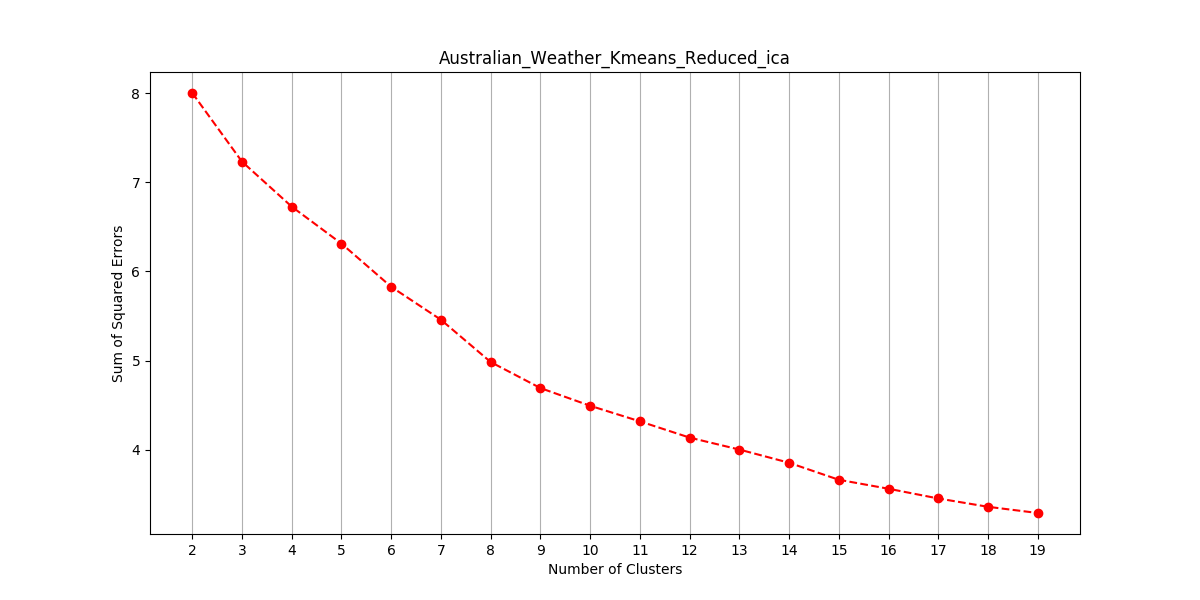 Australian_Weather_Kmeans_Reduced_ica
8
7
6
5
4
Sum of Squared Errors
2 3 4 5 6 7 8 9 10 11 12 13 14 15 16 17 18 19
Number of Clusters